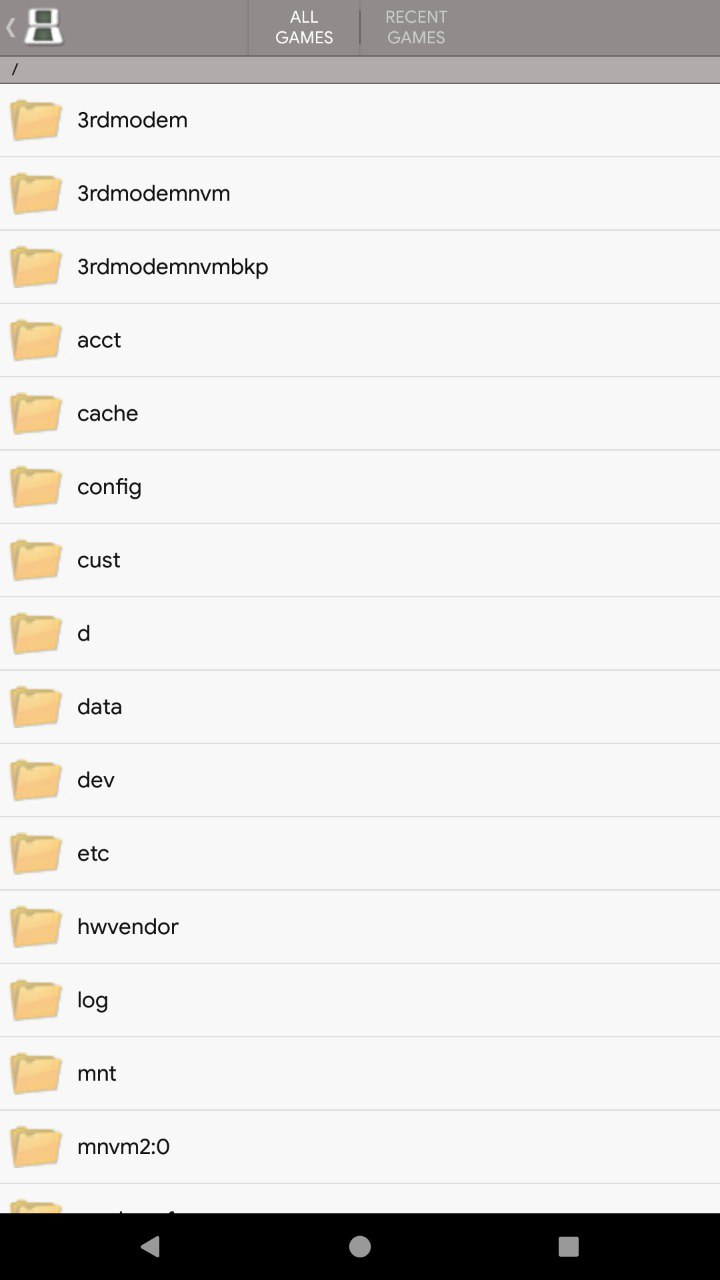 ALL
GAMES
RECENT
GAMES
/
3rdmodem
3rdmodemnvm
3rdmodemnvmbkp
acct
cache
config
cust
d
data
dev
etc
hwvendor
log
mnt
mnvm2:0